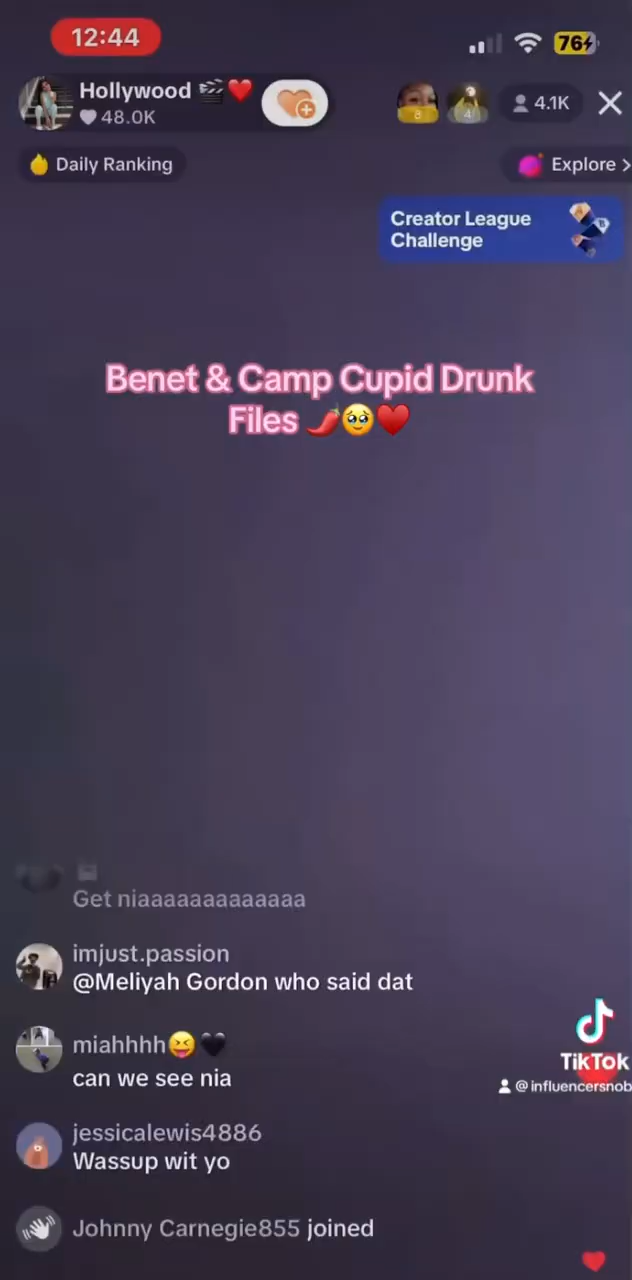 12:44
76
Hollywood 🎬❤️
48.0K
8
4
4.1K
Daily Ranking
Explore >
Creator League
Challenge
Benet & Camp Cupid Drunk
Files 🌶️🥹♥️
Get niaaaaaaaaaaaaa
imjust.passion
@Meliyah Gordon who said dat
miahhhh😝🖤
can we see nia
TikTok
@influencersnob
jessicalewis4886
Wassup wit yo
Johnny Carnegie855 joined